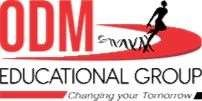 ODM
EDUCATIONAL GROUP
Changing your Tomorrow